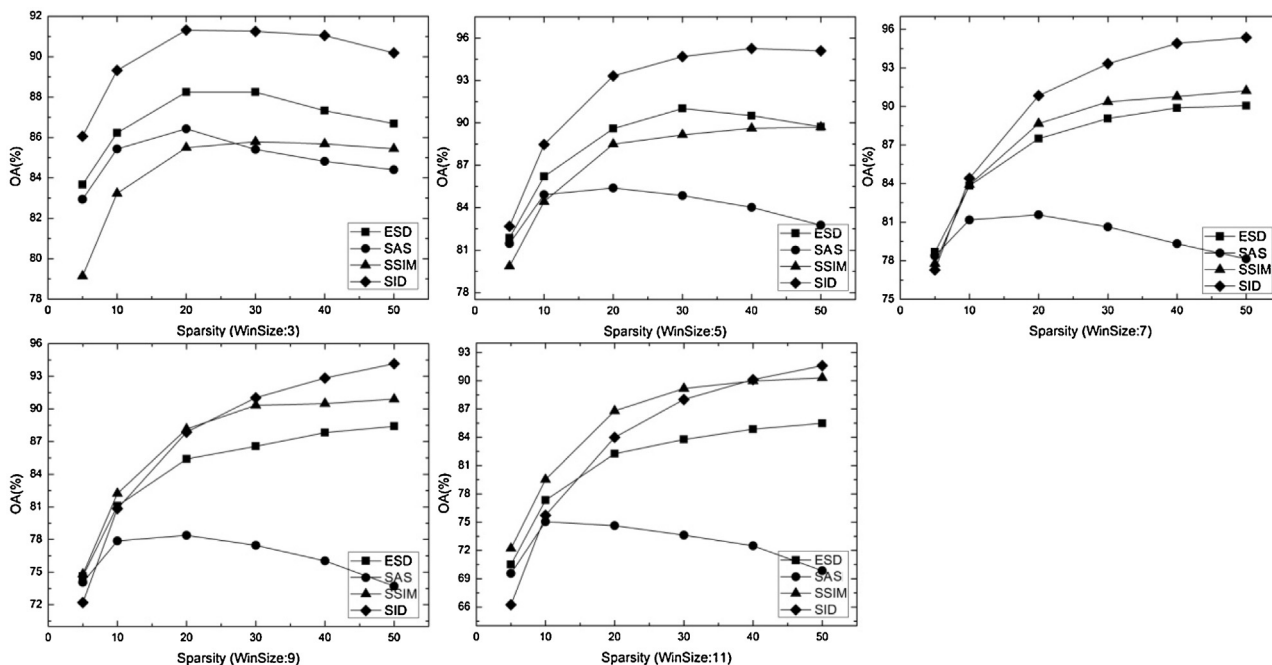 92
90
88
86
84
82
80
78
OA(%)
ESD
SAS
SSIM
SID
0 10 20 30 40 50
Sparsity (WinSize:3)
96
93
90
87
84
81
78
OA(%)
ESD
SAS
SSIM
SID
0 10 20 30 40 50
Sparsity (WinSize:5)
96
93
90
87
84
81
78
75
OA(%)
ESD
SAS
SSIM
SID
0 10 20 30 40 50
Sparsity (WinSize:7)
96
93
90
87
84
81
78
75
72
OA(%)
ESD
SAS
SSIM
SID
0 10 20 30 40 50
Sparsity (WinSize:9)
93
90
87
84
81
78
75
72
69
66
OA(%)
ESD
SAS
SSIM
SID
0 10 20 30 40 50
Sparsity (WinSize:11)